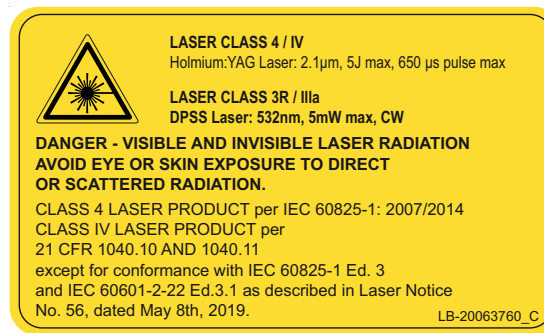 LASER CLASS 4 / IV
Holmium:YAG Laser: 2.1µm, 5J max, 650 µs pulse max
LASER CLASS 3R / IIIa
DPSS Laser: 532nm, 5mW max, CW
DANGER - VISIBLE AND INVISIBLE LASER RADIATION
AVOID EYE OR SKIN EXPOSURE TO DIRECT
OR SCATTERED RADIATION.
CLASS 4 LASER PRODUCT per IEC 60825-1: 2007/2014
CLASS IV LASER PRODUCT per
21 CFR 1040.10 AND 1040.11
except for conformance with IEC 60825-1 Ed. 3
and IEC 60601-2-22 Ed.3.1 as described in Laser Notice
No. 56, dated May 8th, 2019.
LB-20063760_C